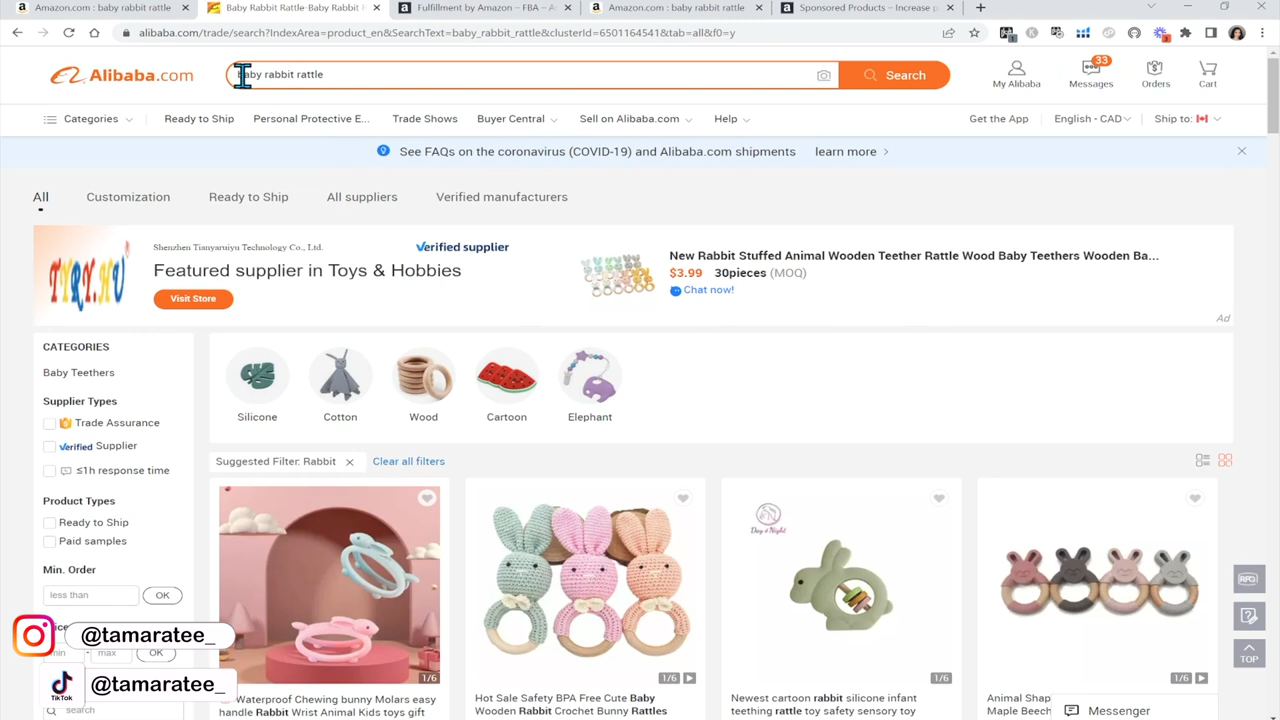 Amazon.com : baby rabbit rattle
Baby Rabbit Rattle-Baby Rabbit
Fulfillment by Amazon – FBA – A
Amazon.com : baby rabbit rattle
Sponsored Products – Increase p
alibaba.com/trade/search?IndexArea=product_en&SearchText=baby_rabbit_rattle&clusterId=6501164541&tab=all&f0=y
Alibaba.com
baby rabbit rattle
Search
My Alibaba
33
Messages
Orders
Cart
Categories
Ready to Ship
Personal Protective E...
Trade Shows
Buyer Central
Sell on Alibaba.com
Help
Get the App
English - CAD
Ship to:
See FAQs on the coronavirus (COVID-19) and Alibaba.com shipments
learn more >
All
Customization
Ready to Ship
All suppliers
Verified manufacturers
TYRY.HU
Shenzhen Tianyaruiyu Technology Co., Ltd.
Verified supplier
Featured supplier in Toys & Hobbies
Visit Store
New Rabbit Stuffed Animal Wooden Teether Rattle Wood Baby Teethers Wooden Ba...
$3.99 30pieces (MOQ)
Chat now!
Ad
CATEGORIES
Baby Teethers
Supplier Types
Trade Assurance
Verified Supplier
≤1h response time
Product Types
Ready to Ship
Paid samples
Min. Order
less than
OK
min
max
OK
search
Silicone
Cotton
Wood
Cartoon
Elephant
Suggested Filter: Rabbit
Clear all filters
1/6
Waterproof Chewing bunny Molars easy
handle Rabbit Wrist Animal Kids toys gift
1/6
Hot Sale Safety BPA Free Cute Baby
Wooden Rabbit Crochet Bunny Rattles
Day & Night
1/6
Newest cartoon rabbit silicone infant
teething rattle toy safety sensory toy
1/6
Animal Shap
Maple Beech
RFQ
TOP
Messenger
@tamaratee_
TikTok
@tamaratee_